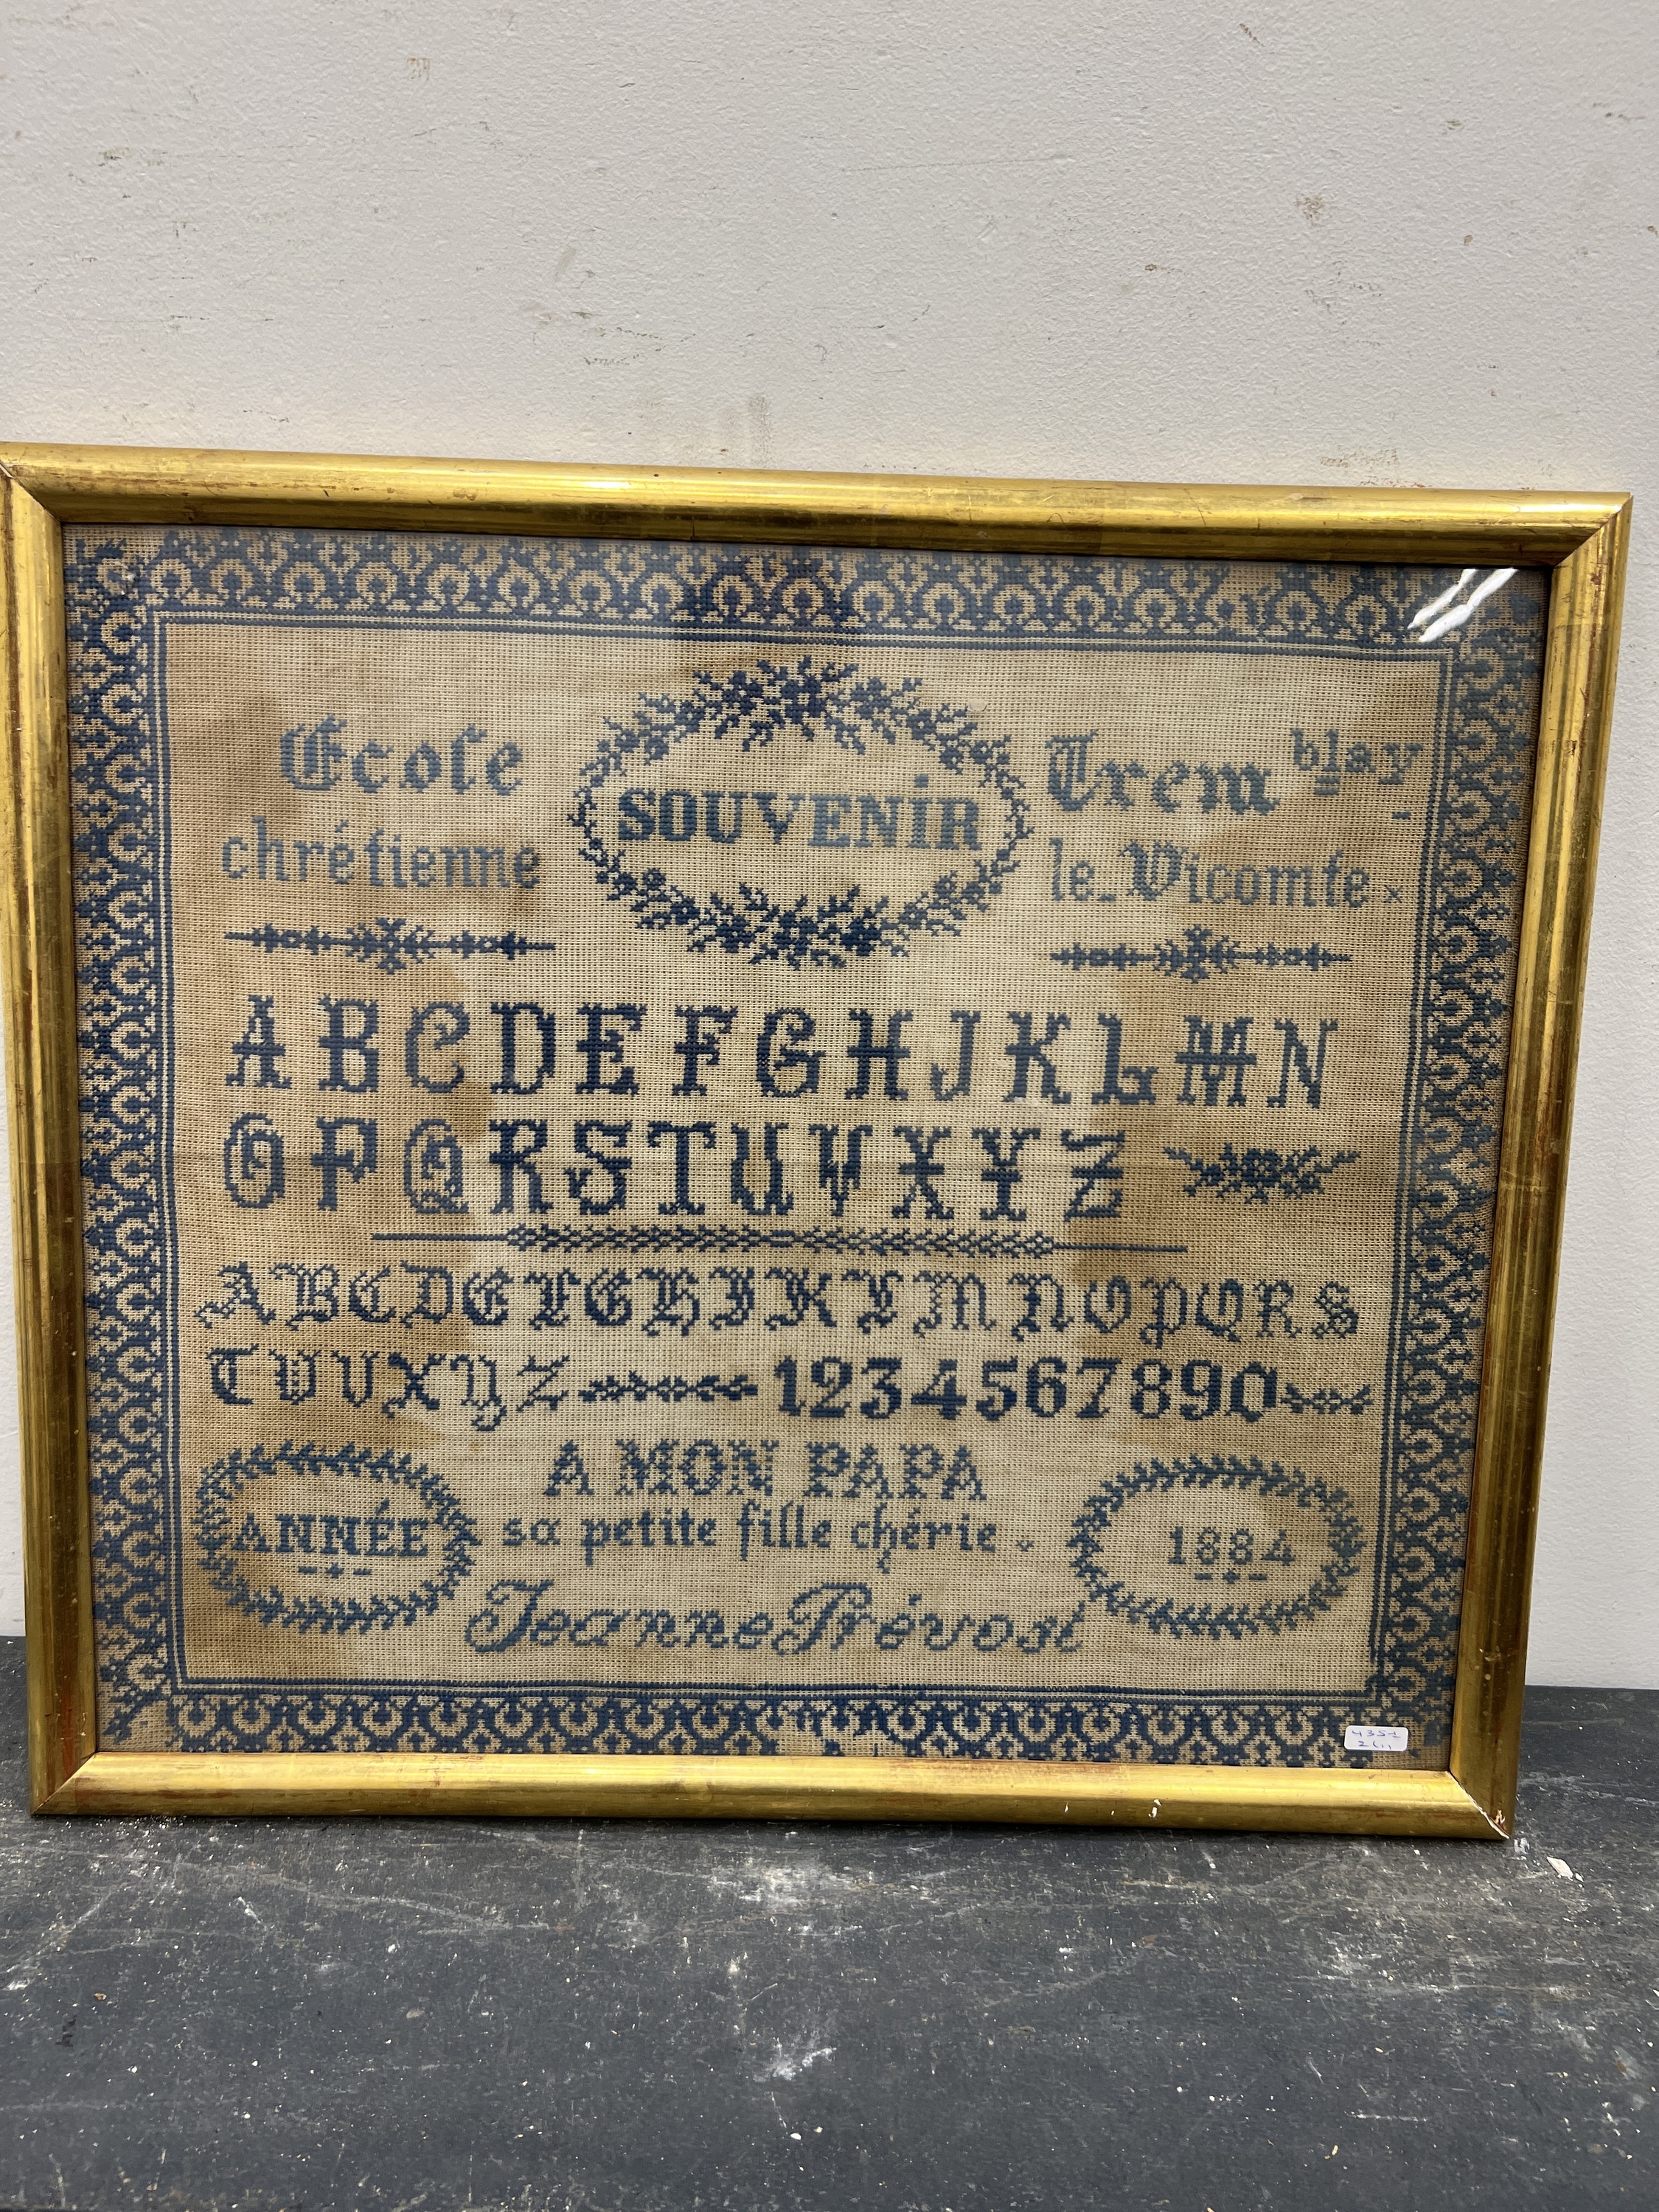 École SOUVENiR Trem blay
chrétienne le-Vicomte
ABCDEFGHJKLMN
OPQRSTUVXYZ
ABCDEFGHIKLMNOPQRS
TUVXYZ 1234567890
A MON PAPA
ANNÉE sa petite fille chérie. 1884
Jeanne Prévost